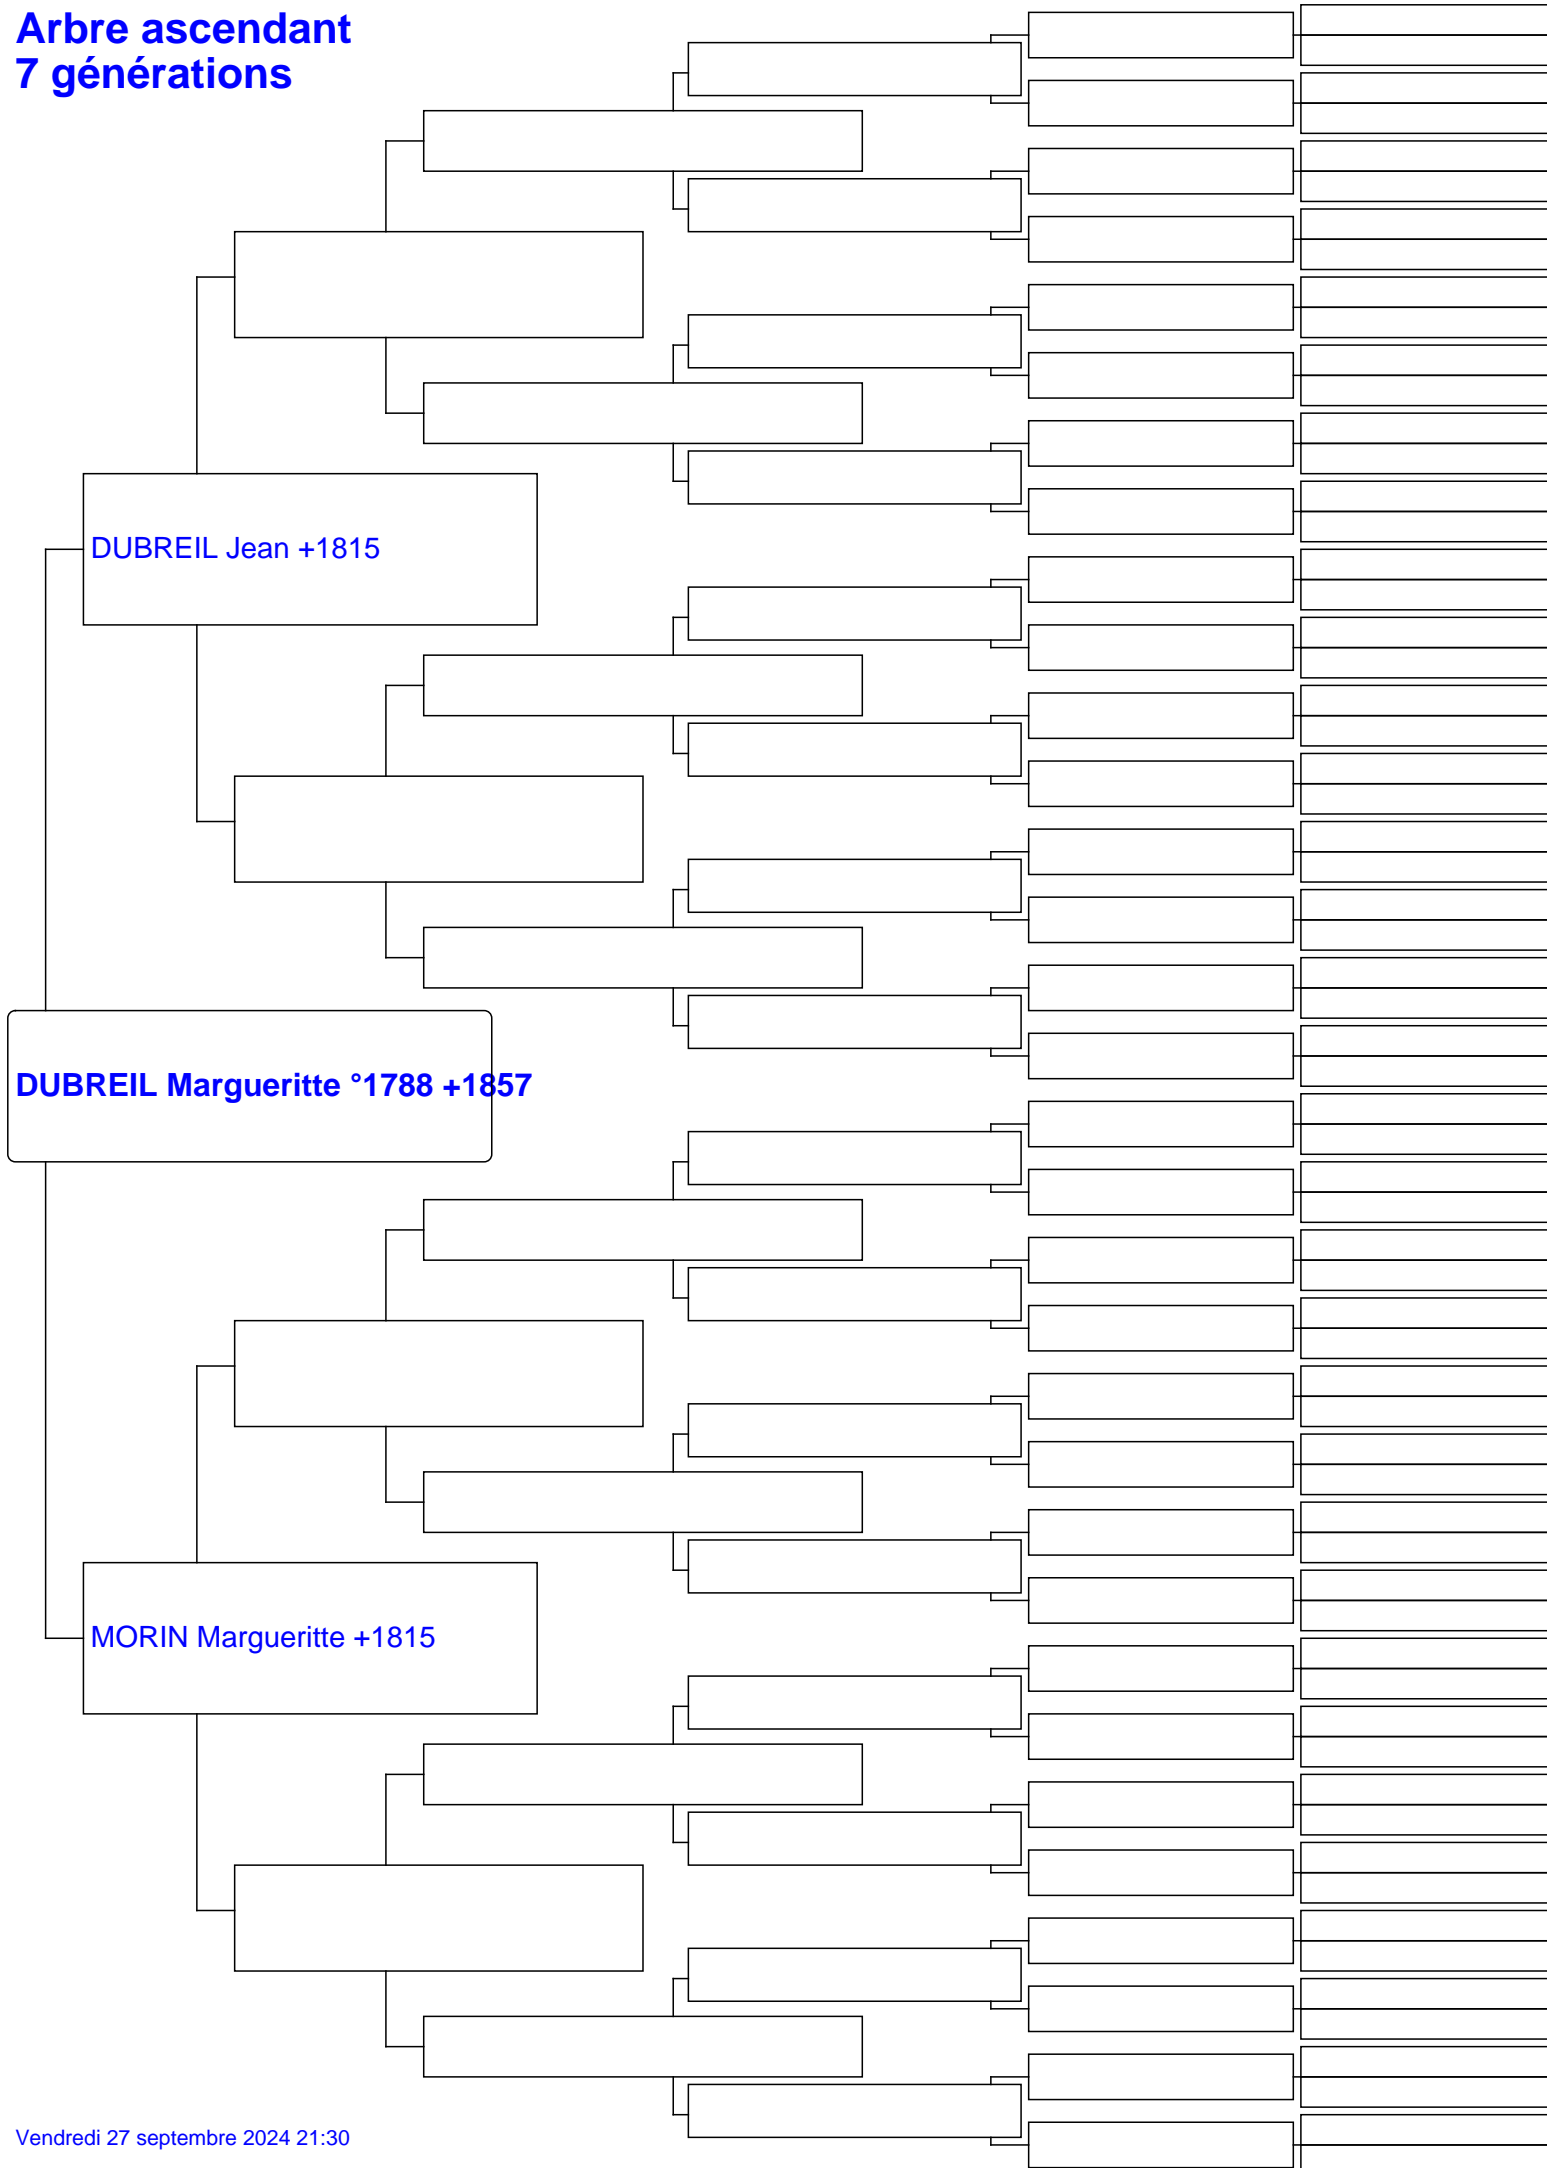 Arbre ascendant
7 générations
DUBREIL Jean +1815
DUBREIL Margueritte °1788 +1857
MORIN Margueritte +1815
Vendredi 27 septembre 2024 21:30